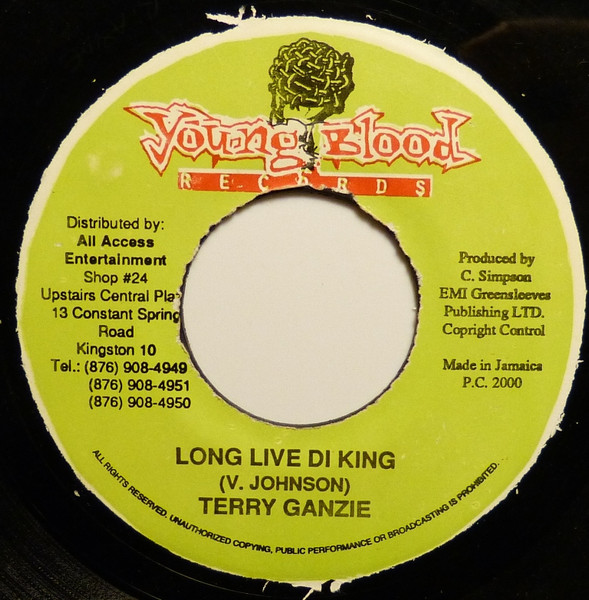 Young Blood
RECORDS
Distributed by:
All Access
Entertainment
Shop #24
Upstairs Central
13 Constant Spring
Road
Kingston 10
Tel.: (876) 908-4949
(876) 908-4951
(876) 908-4950
Produced by
C. Simpson
EMI Greensleeves
Publishing LTD.
Copright Control
Made in Jamaica
P.C. 2000
LONG LIVE DI KING
(V. JOHNSON)
TERRY GANZIE
ALL RIGHTS RESERVED. UNAUTHORIZED COPYING, PUBLIC PERFORMANCE OR BROADCASTING IS PROHIBITED.